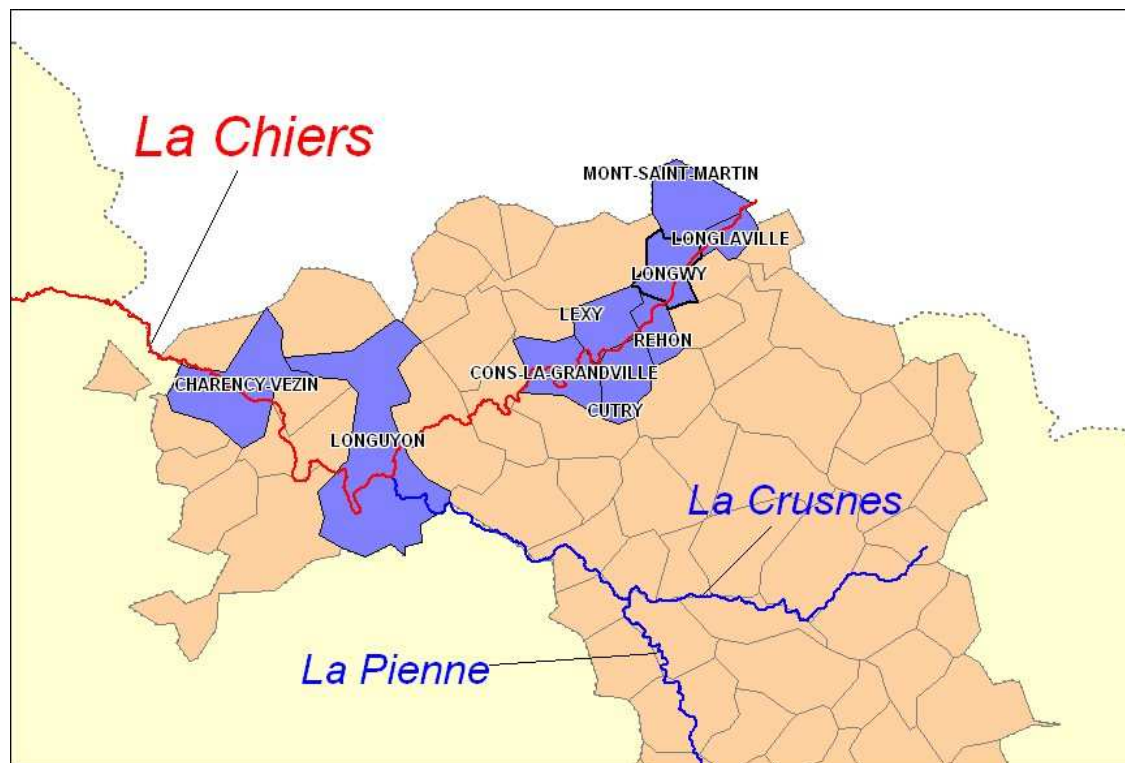 La Chiers
MONT-SAINT-MARTIN
LONGLAVILLE
LONGWY
LEXY
REHON
CONS-LA-GRANDVILLE
CHARENCY-VEZIN
CUTRY
LONGUYON
La Crusnes
La Pienne